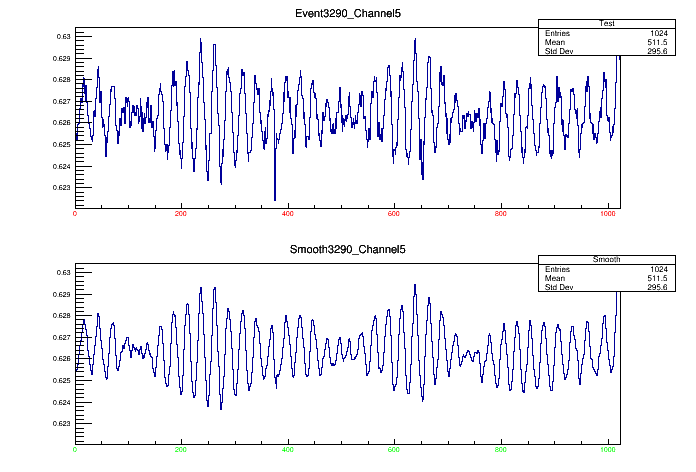 Event3290_Channel5
Test
Entries 1024
Mean 511.5
Std Dev 295.6
0.63
0.629
0.628
0.627
0.626
0.625
0.624
0.623
0 200 400 600 800 1000
Smooth3290_Channel5
Smooth
Entries 1024
Mean 511.5
Std Dev 295.6
0.63
0.629
0.628
0.627
0.626
0.625
0.624
0.623
0 200 400 600 800 1000